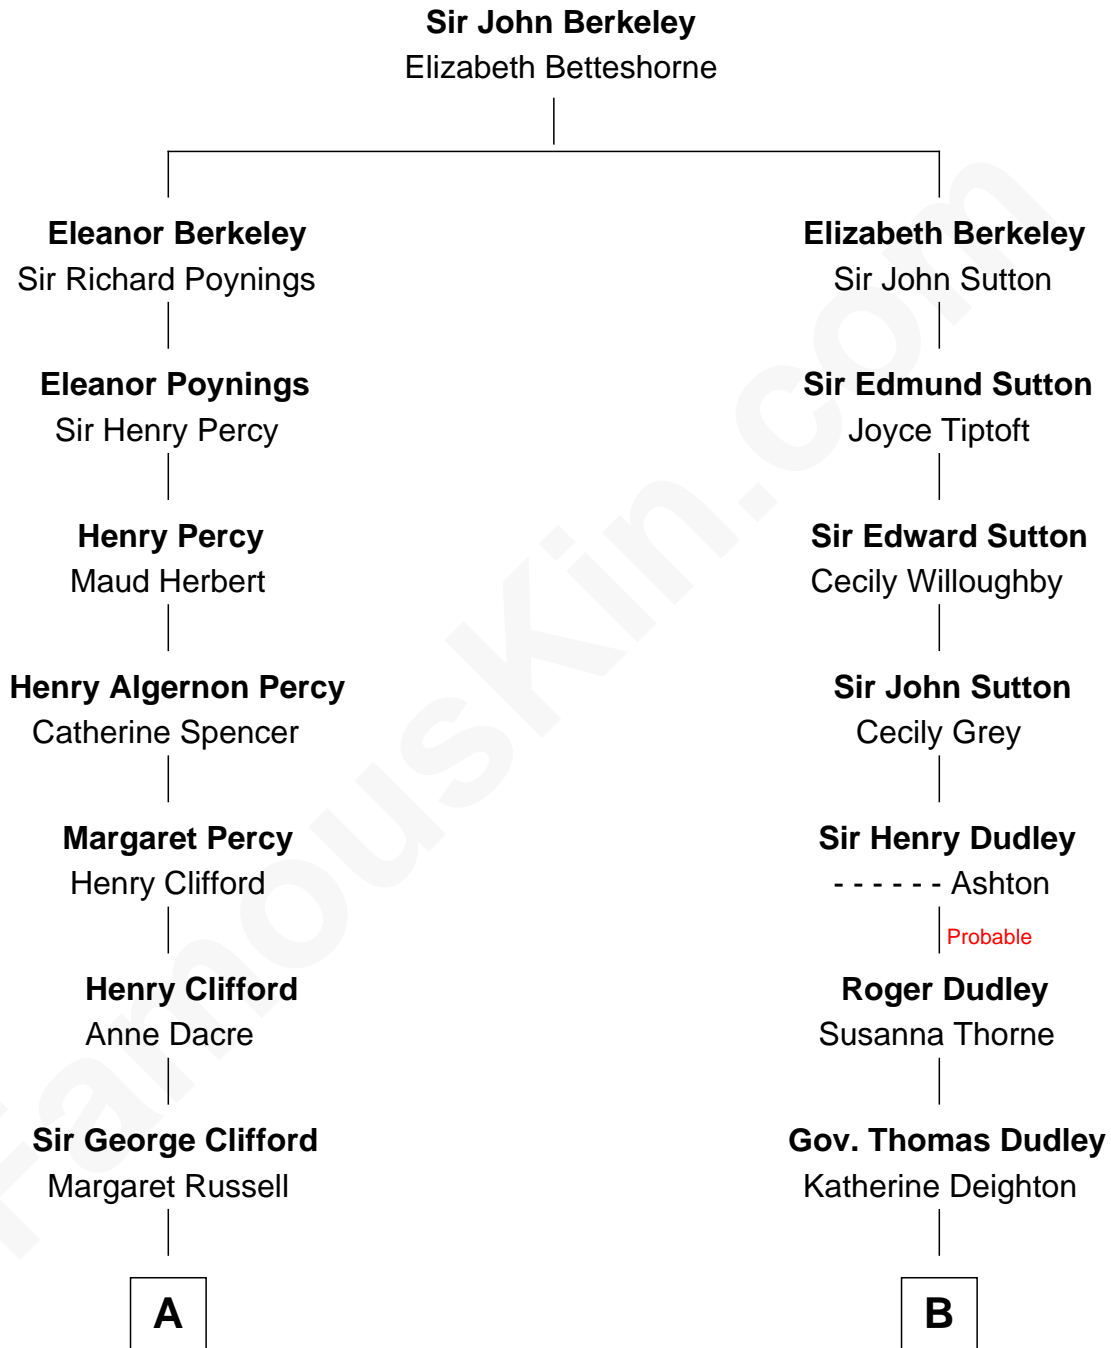 Sir John Berkeley
Elizabeth Betteshorne
Eleanor Berkeley
Sir Richard Poynings
Elizabeth Berkeley
Sir John Sutton
Eleanor Poynings
Sir Henry Percy
Sir Edmund Sutton
Joyce Tiptoft
Henry Percy
Maud Herbert
Sir Edward Sutton
Cecily Willoughby
Henry Algernon Percy
Catherine Spencer
Sir John Sutton
Cecily Grey
Margaret Percy
Henry Clifford
Sir Henry Dudley
- - - - - - Ashton
Probable
Henry Clifford
Anne Dacre
Roger Dudley
Susanna Thorne
Sir George Clifford
Margaret Russell
Gov. Thomas Dudley
Katherine Deighton
A
B
FamousKin.com